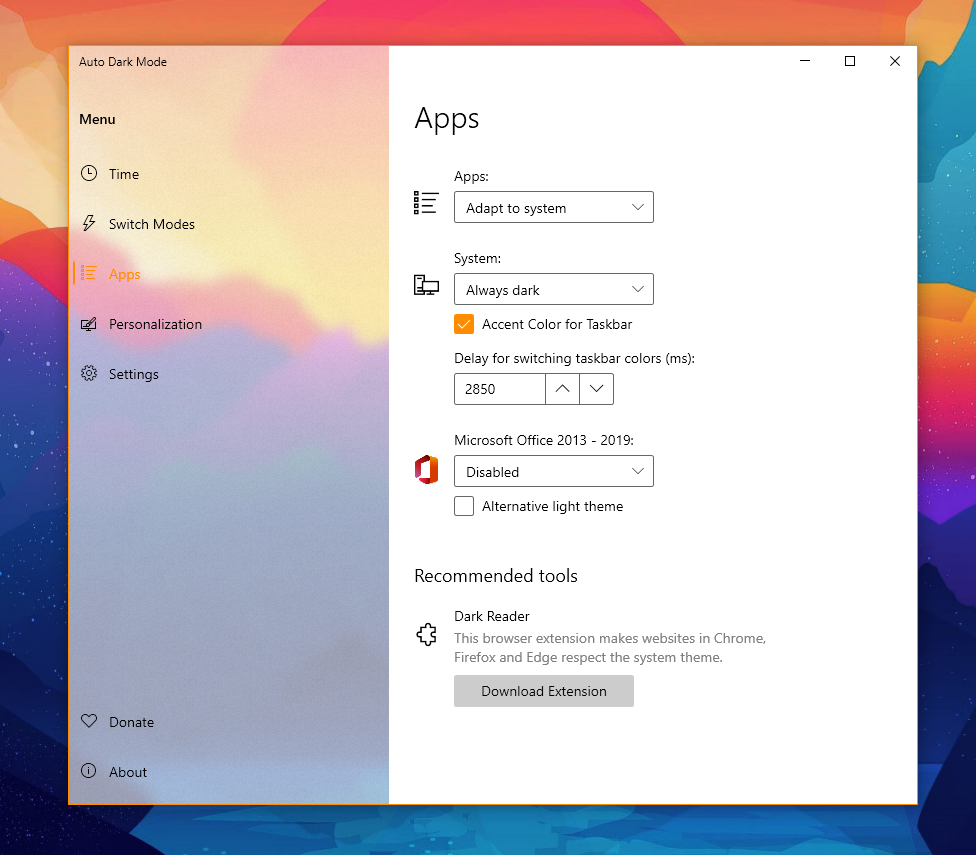 Auto Dark Mode
Menu
Time
Switch Modes
Apps
Personalization
Settings
Donate
About
Apps
Apps:
Adapt to system
System:
Always dark
Accent Color for Taskbar
Delay for switching taskbar colors (ms):
2850
Microsoft Office 2013 - 2019:
Disabled
Alternative light theme
Recommended tools
Dark Reader
This browser extension makes websites in Chrome,
Firefox and Edge respect the system theme.
Download Extension